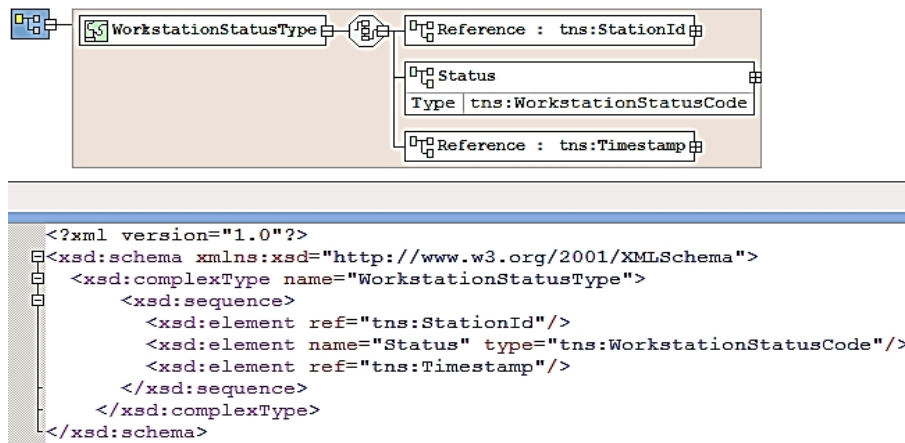 WorkstationStatusType
Reference : tns:StationId
Status
Type tns:WorkstationStatusCode
Reference : tns:Timestamp
<?xml version="1.0"?>
<xsd:schema xmlns:xsd="http://www.w3.org/2001/XMLSchema">
<xsd:complexType name="WorkstationStatusType">
<xsd:sequence>
<xsd:element ref="tns:StationId"/>
<xsd:element name="Status" type="tns:WorkstationStatusCode"/>
<xsd:element ref="tns:Timestamp"/>
</xsd:sequence>
</xsd:complexType>
</xsd:schema>